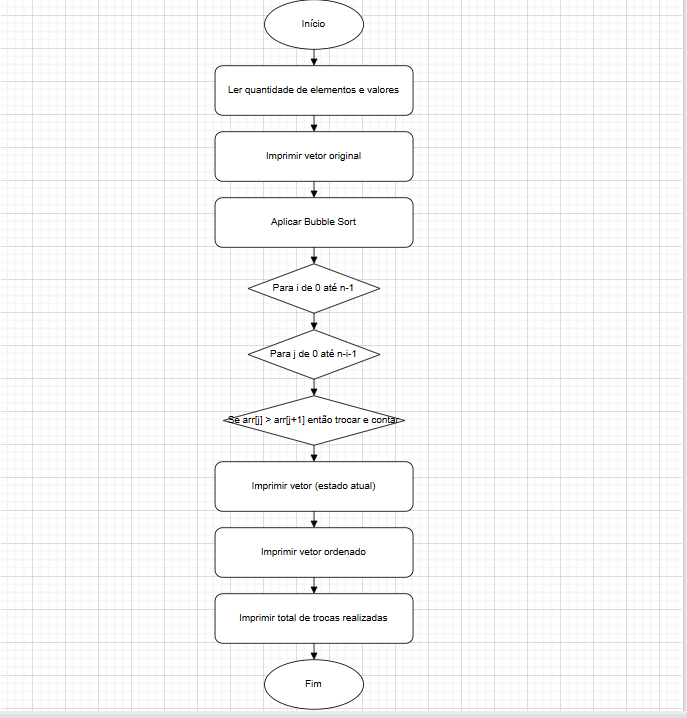 Início
Ler quantidade de elementos e valores
Imprimir vetor original
Aplicar Bubble Sort
Para i de 0 até n-1
Para j de 0 até n-i-1
Se arr[j] > arr[j+1] então trocar e contar
Imprimir vetor (estado atual)
Imprimir vetor ordenado
Imprimir total de trocas realizadas
Fim